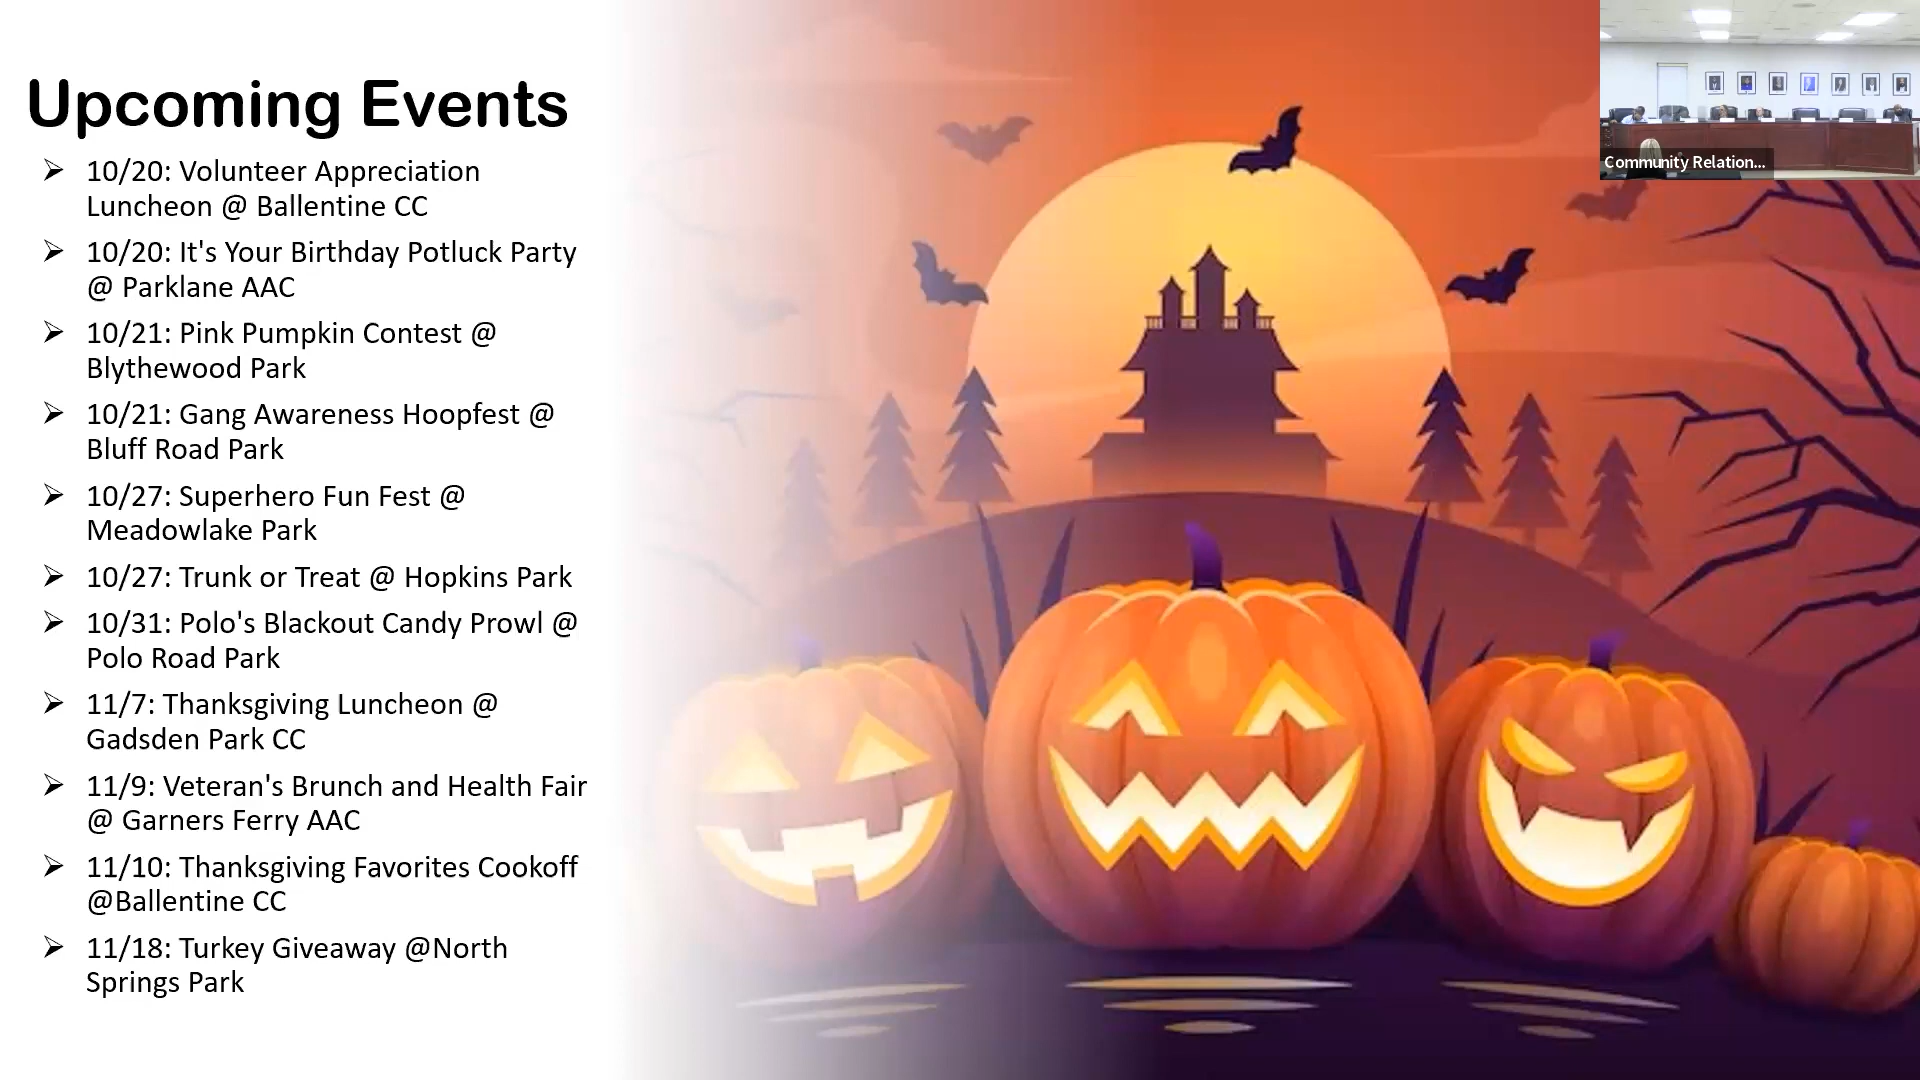 Upcoming Events
➢ 10/20: Volunteer Appreciation
Luncheon @ Ballentine CC
➢ 10/20: It's Your Birthday Potluck Party
@ Parklane AAC
➢ 10/21: Pink Pumpkin Contest @
Blythewood Park
➢ 10/21: Gang Awareness Hoopfest @
Bluff Road Park
➢ 10/27: Superhero Fun Fest @
Meadowlake Park
➢ 10/27: Trunk or Treat @ Hopkins Park
➢ 10/31: Polo's Blackout Candy Prowl @
Polo Road Park
➢ 11/7: Thanksgiving Luncheon @
Gadsden Park CC
➢ 11/9: Veteran's Brunch and Health Fair
@ Garners Ferry AAC
➢ 11/10: Thanksgiving Favorites Cookoff
@Ballentine CC
➢ 11/18: Turkey Giveaway @North
Springs Park
Community Relation...